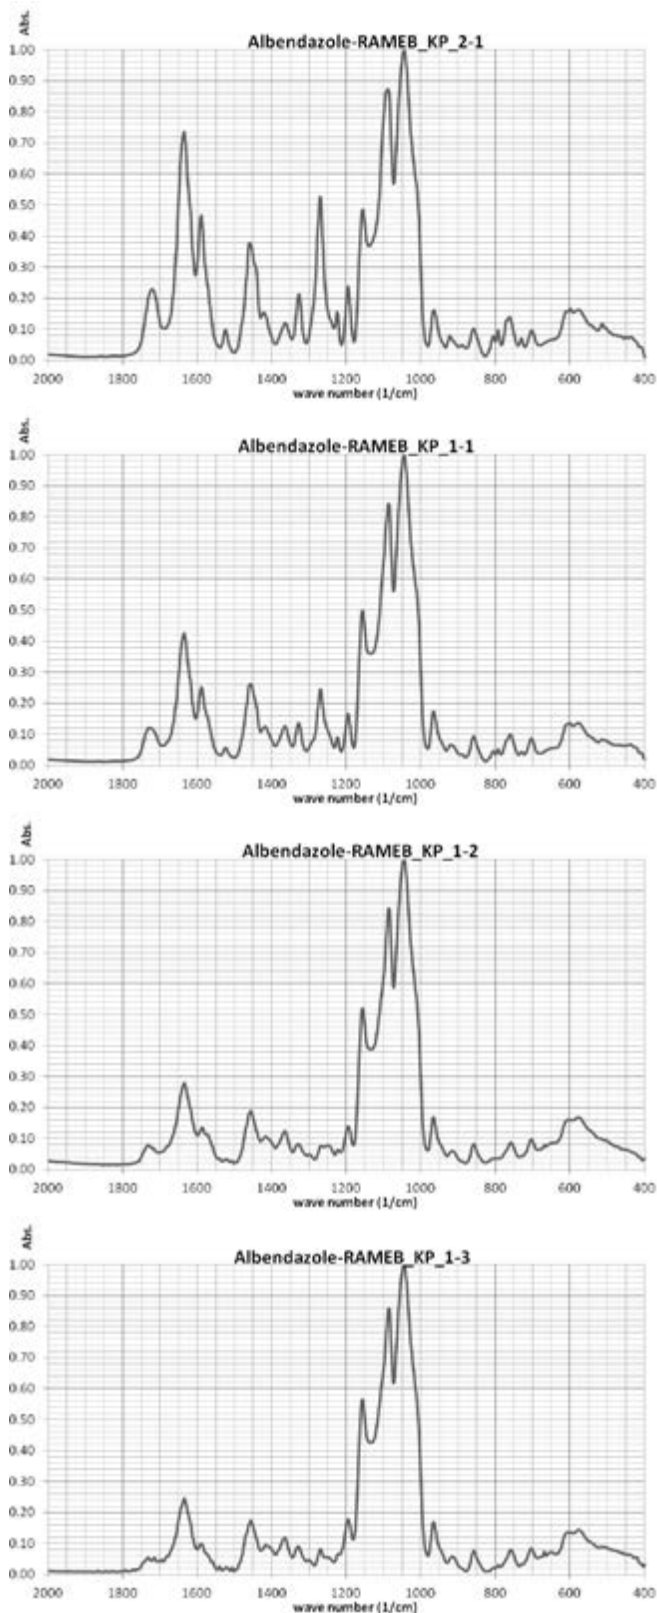 Abs.
Albendazole-RAMEB_KP_2-1
1.00
0.90
0.80
0.70
0.60
0.50
0.40
0.30
0.20
0.10
0.00
2000 1800 1600 1400 1200 1000 800 600 400
wave number (1/cm)
Abs.
Albendazole-RAMEB_KP_1-1
1.00
0.90
0.80
0.70
0.60
0.50
0.40
0.30
0.20
0.10
0.00
2000 1800 1600 1400 1200 1000 800 600 400
wave number (1/cm)
Abs.
Albendazole-RAMEB_KP_1-2
1.00
0.90
0.80
0.70
0.60
0.50
0.40
0.30
0.20
0.10
0.00
2000 1800 1600 1400 1200 1000 800 600 400
wave number (1/cm)
Abs.
Albendazole-RAMEB_KP_1-3
1.00
0.90
0.80
0.70
0.60
0.50
0.40
0.30
0.20
0.10
0.00
2000 1800 1600 1400 1200 1000 800 600 400
wave number (1/cm)